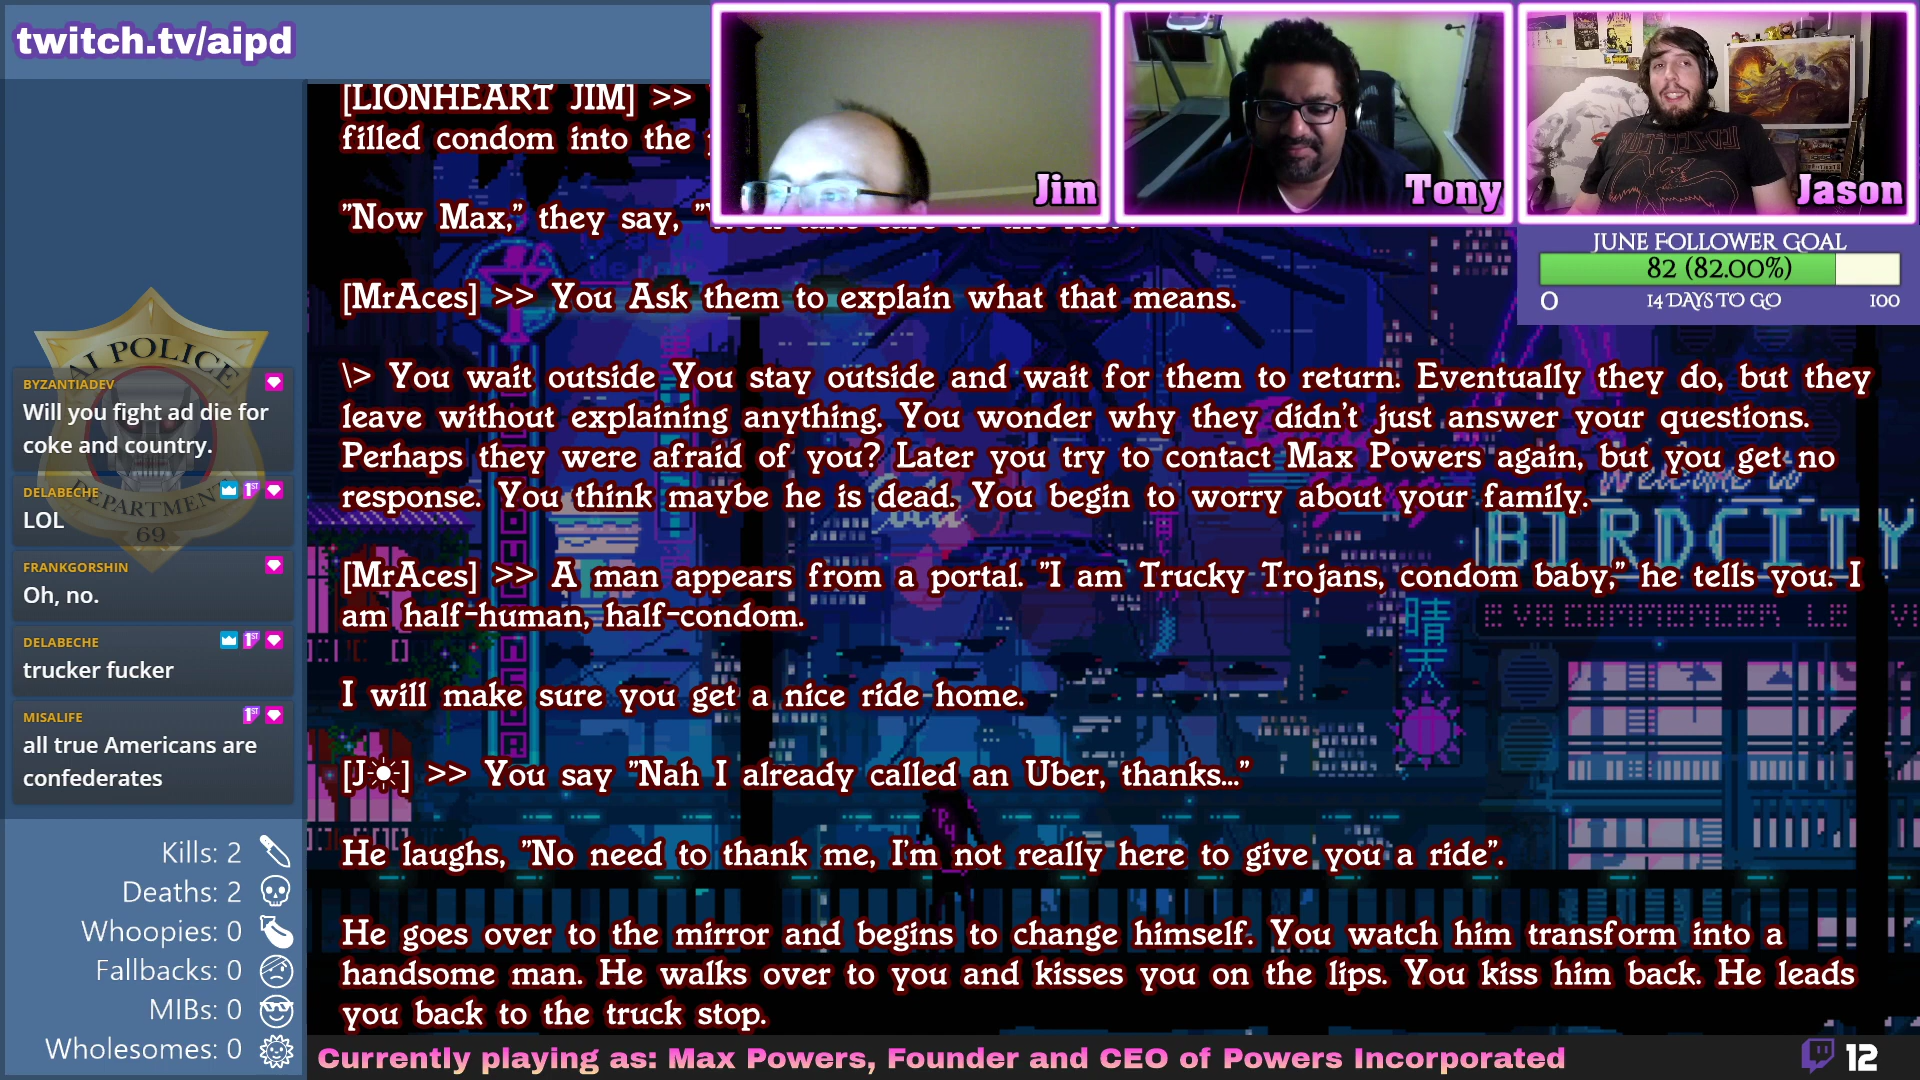 twitch.tv/aipd
[LIONHEART JIM] >>
filled condom into the
"Now Max," they say,
[MrAces] >> You Ask them to explain what that means.
\> You wait outside You stay outside and wait for them to return. Eventually they do, but they
leave without explaining anything. You wonder why they didn't just answer your questions.
Perhaps they were afraid of you? Later you try to contact Max Powers again, but you get no
response. You think maybe he is dead. You begin to worry about your family.
[MrAces] >> A man appears from a portal. "I am Trucky Trojans, condom baby," he tells you. I
am half-human, half-condom.
I will make sure you get a nice ride home.
[J☀] >> You say "Nah I already called an Uber, thanks..."
He laughs, "No need to thank me, I'm not really here to give you a ride".
He goes over to the mirror and begins to change himself. You watch him transform into a
handsome man. He walks over to you and kisses you on the lips. You kiss him back. He leads
you back to the truck stop.
Jim
Tony
Jason
JUNE FOLLOWER GOAL
82 (82.00%)
0 14 DAYS TO GO 100
Welcome to
BIRDCITY
晴天
AI POLICE
DEPARTMENT
69
BYZANTIADEV
Will you fight ad die for
coke and country.
DELABECHE
LOL
FRANKGORSHIN
Oh, no.
DELABECHE
trucker fucker
MISALIFE
all true Americans are
confederates
Kills: 2
Deaths: 2
Whoopies: 0
Fallbacks: 0
MIBs: 0
Wholesomes: 0
Currently playing as: Max Powers, Founder and CEO of Powers Incorporated
12